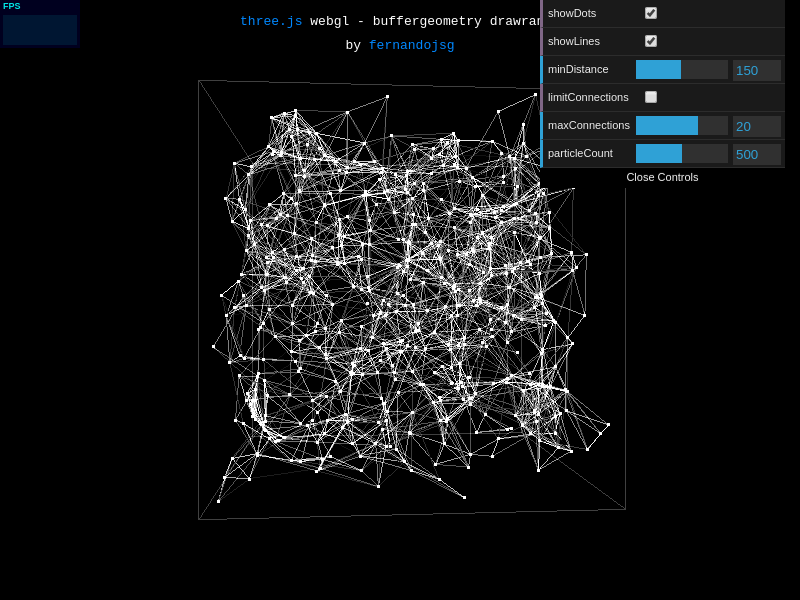 FPS
three.js webgl - buffergeometry drawran
by fernandojsg
showDots
showLines
minDistance 150
limitConnections
maxConnections 20
particleCount 500
Close Controls